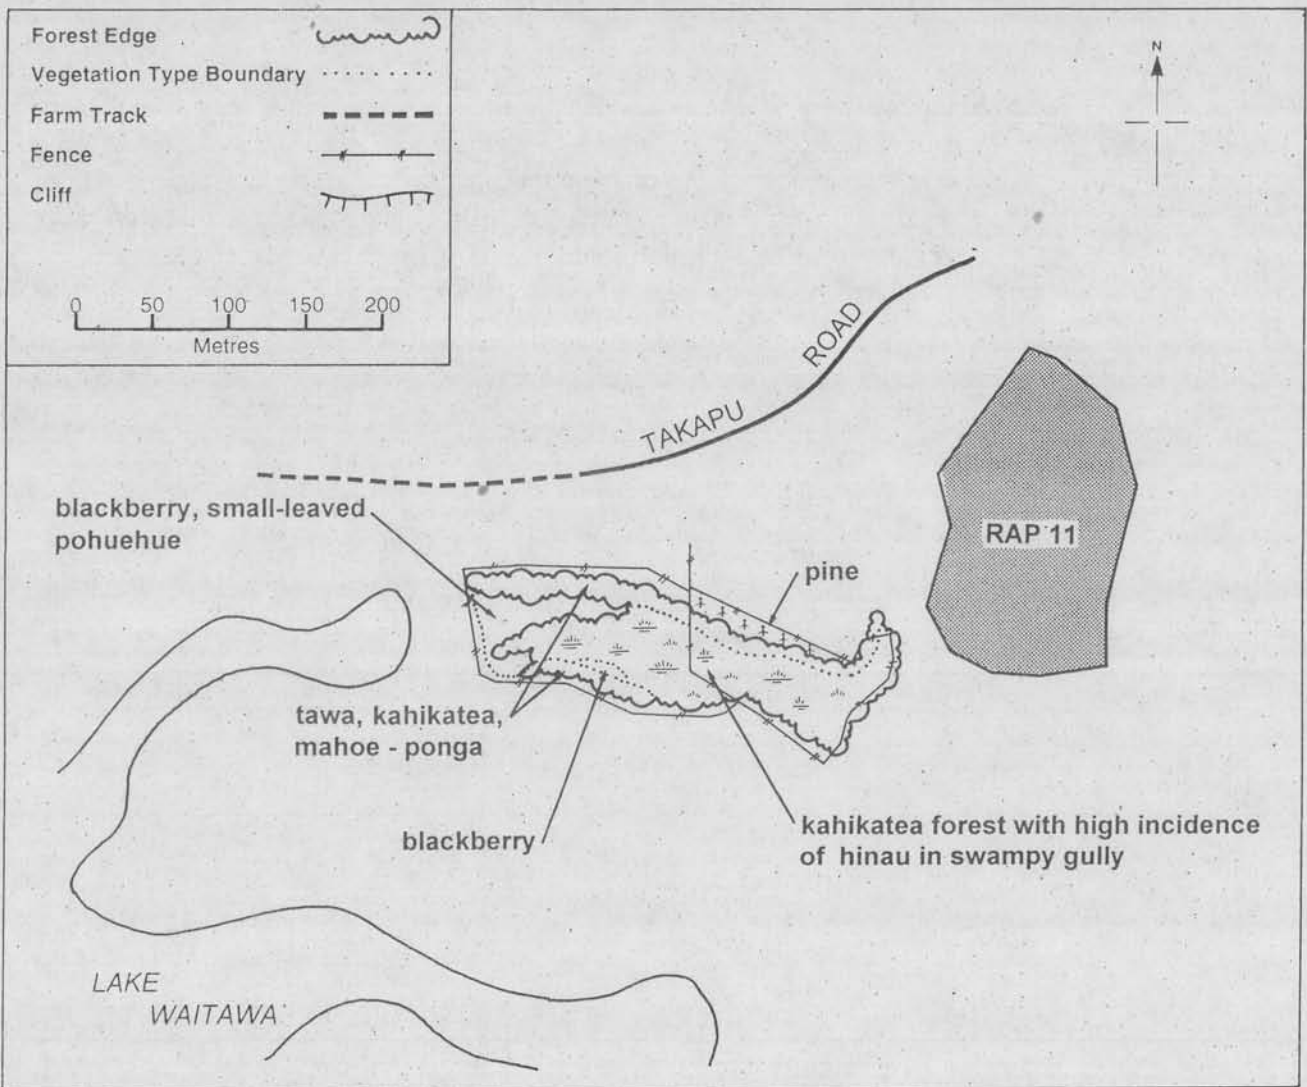 Forest Edge
Vegetation Type Boundary
Farm Track
Fence
Cliff
0 50 100 150 200
Metres
N
TAKAPU ROAD
RAP 11
blackberry, small-leaved
pohuehue
pine
tawa, kahikatea,
mahoe - ponga
blackberry
kahikatea forest with high incidence
of hinau in swampy gully
LAKE
WAITAWA